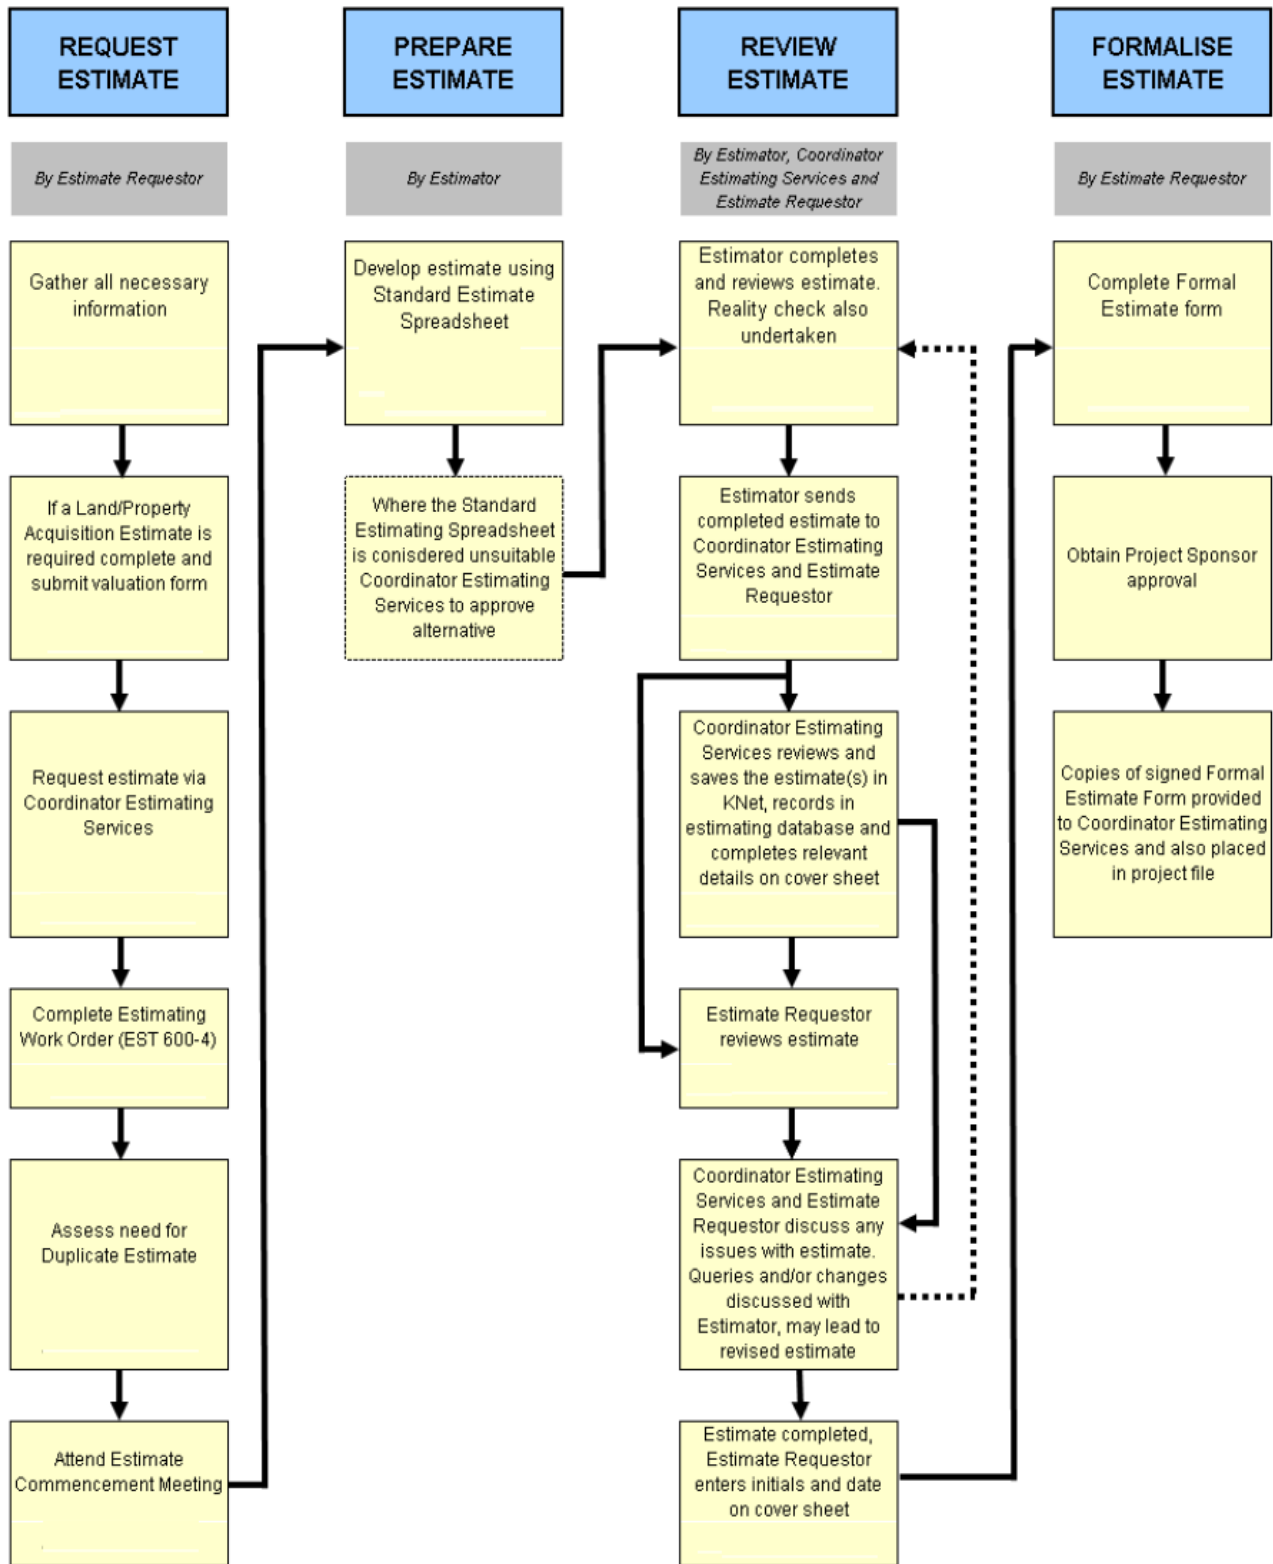 REQUEST
ESTIMATE
By Estimate Requestor
Gather all necessary
information
If a Land/Property
Acquisition Estimate is
required complete and
submit valuation form
Request estimate via
Coordinator Estimating
Services
Complete Estimating
Work Order (EST 600-4)
Assess need for
Duplicate Estimate
Attend Estimate
Commencement Meeting
PREPARE
ESTIMATE
By Estimator
Develop estimate using
Standard Estimate
Spreadsheet
Where the Standard
Estimating Spreadsheet
is conisdered unsuitable
Coordinator Estimating
Services to approve
alternative
REVIEW
ESTIMATE
By Estimator, Coordinator
Estimating Services and
Estimate Requestor
Estimator completes
and reviews estimate.
Reality check also
undertaken
Estimator sends
completed estimate to
Coordinator Estimating
Services and Estimate
Requestor
Coordinator Estimating
Services reviews and
saves the estimate(s) in
KNet, records in
estimating database and
completes relevant
details on cover sheet
Estimate Requestor
reviews estimate
Coordinator Estimating
Services and Estimate
Requestor discuss any
issues with estimate.
Queries and/or changes
discussed with
Estimator, may lead to
revised estimate
Estimate completed,
Estimate Requestor
enters initials and date
on cover sheet
FORMALISE
ESTIMATE
By Estimate Requestor
Complete Formal
Estimate form
Obtain Project Sponsor
approval
Copies of signed Formal
Estimate Form provided
to Coordinator Estimating
Services and also placed
in project file